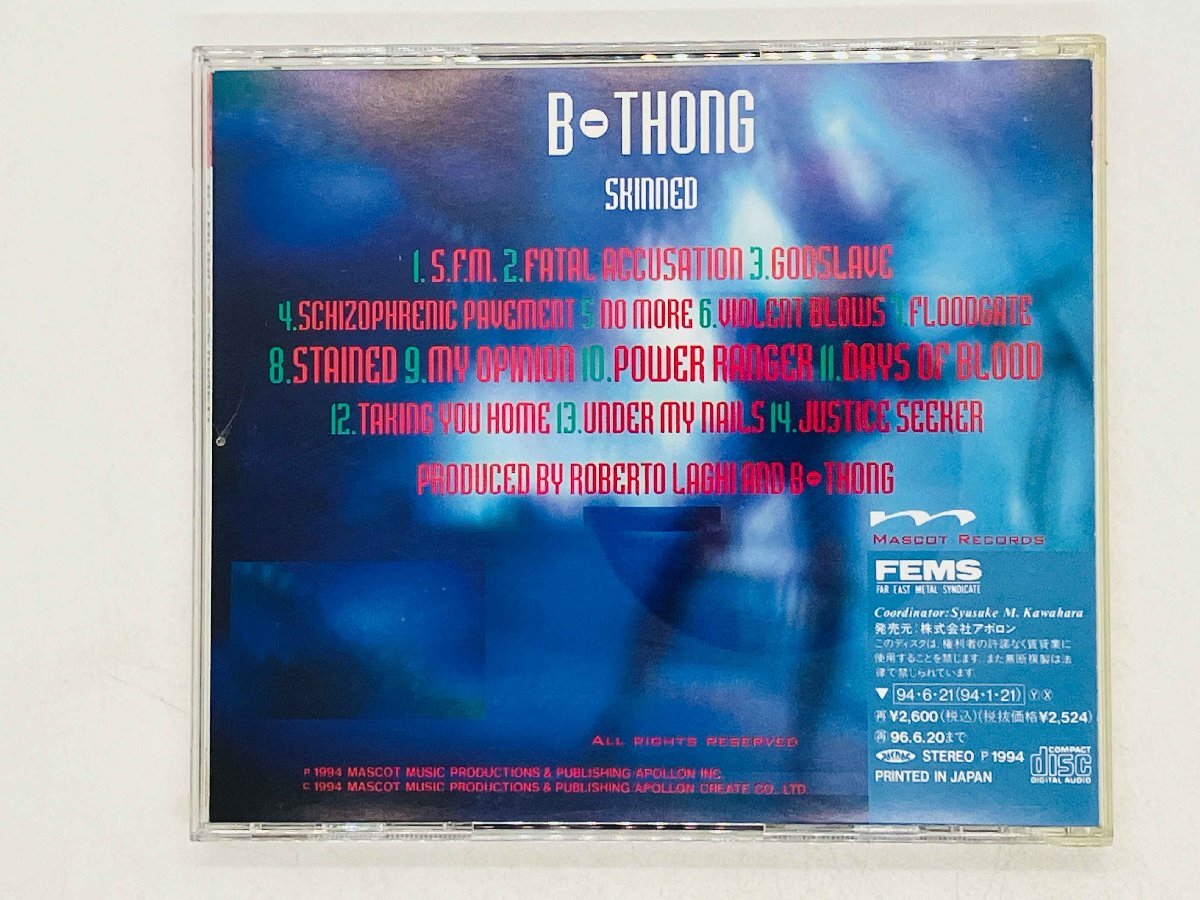 B THONG
SKINNED
1. S.F.M. 2. FATAL ACCUSATION 3. GODSLAVE
4. SCHIZOPHRENIC PAVEMENT 5 NO MORE 6. VIOLENT BLOWS 7. FLOODGATE
8. STAINED 9. MY OPINION 10. POWER RANGER 11. DAYS OF BLOOD
12. TAKING YOU HOME 13. UNDER MY NAILS 14. JUSTICE SEEKER
PRODUCED BY ROBERTO LAGHI AND B THONG
MASCOT RECORDS
FEMS
FAR EAST METAL SYNDICATE
Coordinator: Syusuke M. Kawahara
発売元:株式会社アポロン
このディスクは、権利者の許諾なく賃貸業に
使用することを禁じます。また無断複製は法
律で禁じられています。
▼ 94・6・21(94・1・21) Ⓨ Ⓧ
再¥2,600(税込)(税抜価格¥2,524)
再 96.6.20まで
STEREO Ⓟ 1994
COMPACT disc DIGITAL AUDIO
PRINTED IN JAPAN
ALL RIGHTS RESERVED
P 1994 MASCOT MUSIC PRODUCTIONS & PUBLISHING APOLLON INC.
C 1994 MASCOT MUSIC PRODUCTIONS & PUBLISHING APOLLON CREATE CO., LTD.